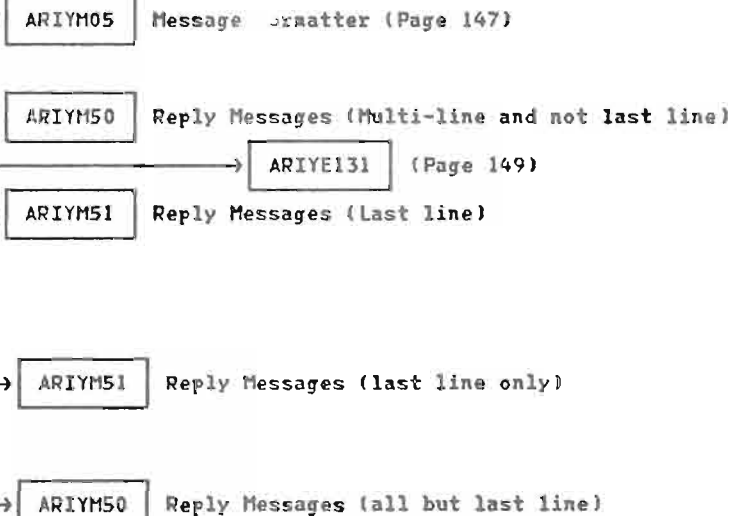 ARIYM05 Message (Page 147)
ARIYM50 Reply Messages (Multi-line and not last line)
ARIYE131 (Page 149)
ARIYM51 Reply Messages (Last line)
ARIYM51 Reply Messages (last line only)
ARIYM50 Reply Messages (all but last line)